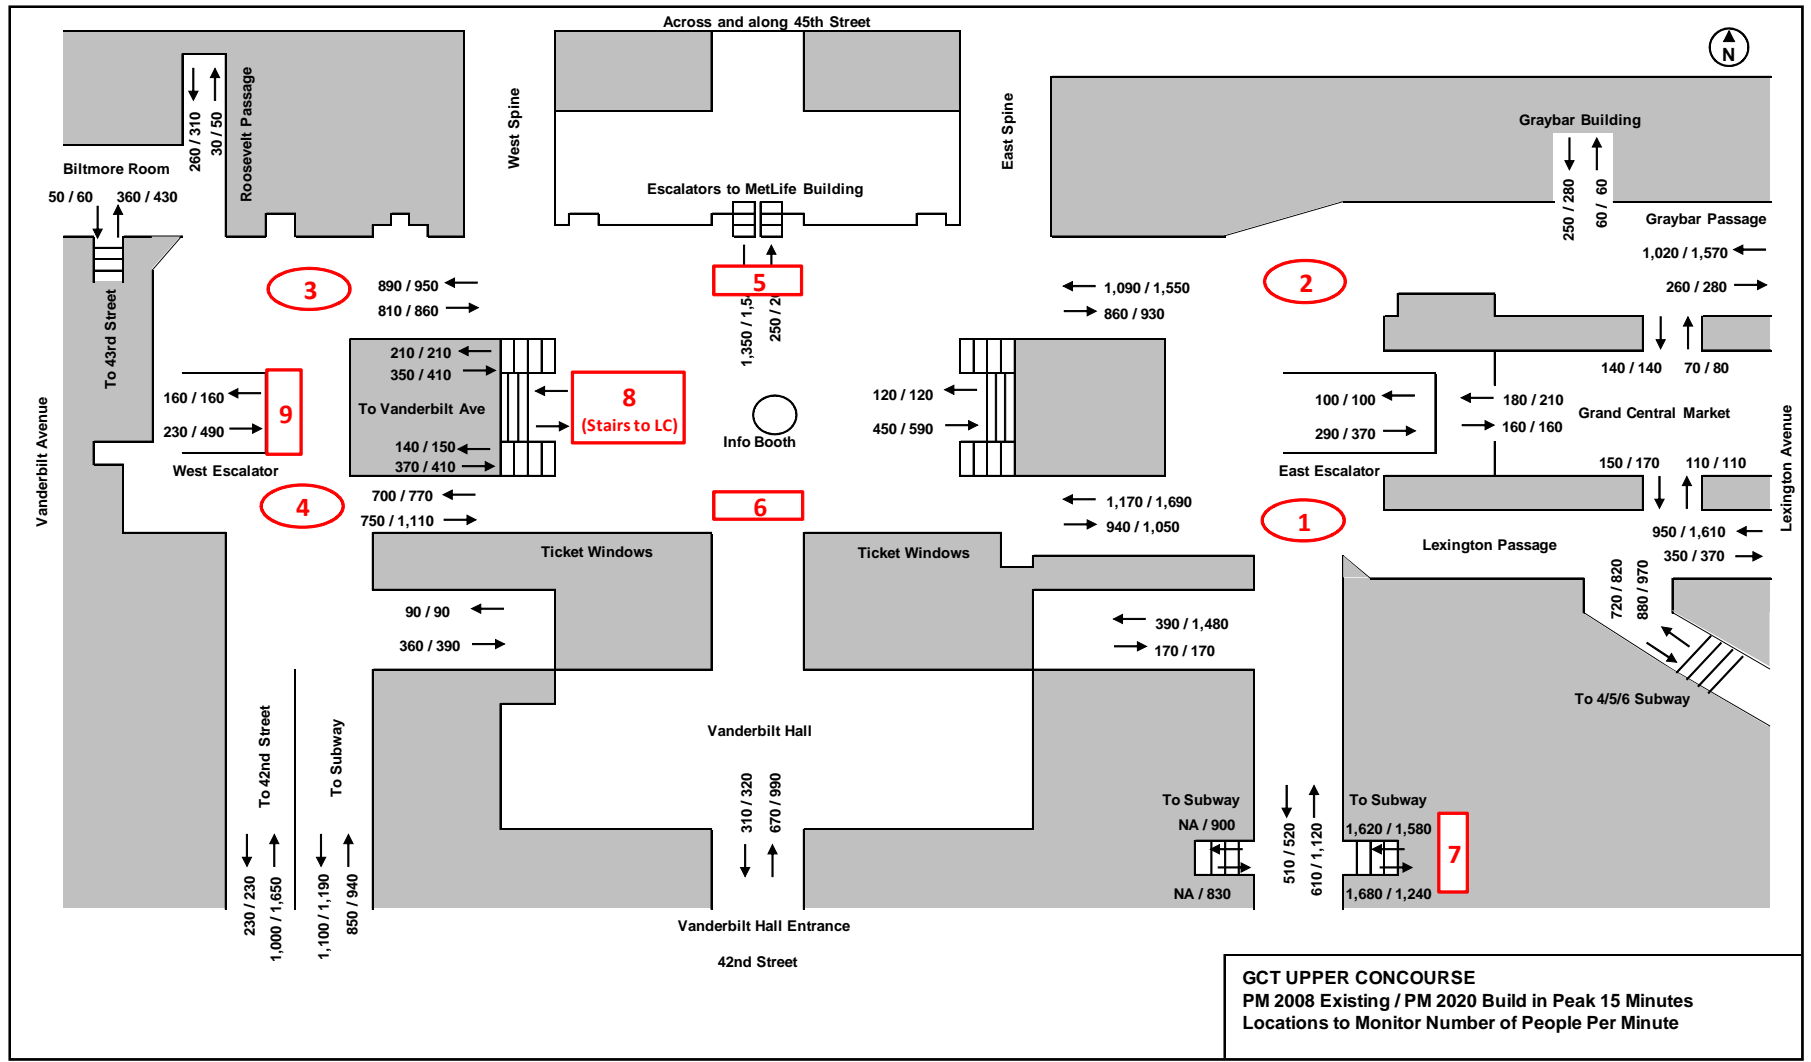 Across and along 45th Street
N
260 / 310
30 / 50
Roosevelt Passage
West Spine
East Spine
Graybar Building
250 / 280
60 / 60
Biltmore Room
50 / 60
360 / 430
Escalators to MetLife Building
Graybar Passage
1,020 / 1,570
260 / 280
3
890 / 950
810 / 860
5
1,350 /
250 /
1,090 / 1,550
860 / 930
2
To 43rd Street
210 / 210
350 / 410
140 / 140
70 / 80
160 / 160
230 / 490
9
To Vanderbilt Ave
8
(Stairs to LC)
Info Booth
120 / 120
450 / 590
100 / 100
290 / 370
180 / 210
160 / 160
Grand Central Market
140 / 150
370 / 410
Vanderbilt Avenue
West Escalator
East Escalator
150 / 170
110 / 110
Lexington Avenue
4
700 / 770
750 / 1,110
6
1,170 / 1,690
940 / 1,050
1
950 / 1,610
350 / 370
Ticket Windows
Ticket Windows
Lexington Passage
720 / 820
880 / 970
90 / 90
360 / 390
390 / 1,480
170 / 170
To 4/5/6 Subway
To 42nd Street
To Subway
Vanderbilt Hall
310 / 320
670 / 990
To Subway
NA / 900
NA / 830
510 / 520
610 / 1,120
To Subway
1,620 / 1,580
1,680 / 1,240
7
230 / 230
1,000 / 1,650
1,100 / 1,190
850 / 940
Vanderbilt Hall Entrance
42nd Street
GCT UPPER CONCOURSE
PM 2008 Existing / PM 2020 Build in Peak 15 Minutes
Locations to Monitor Number of People Per Minute